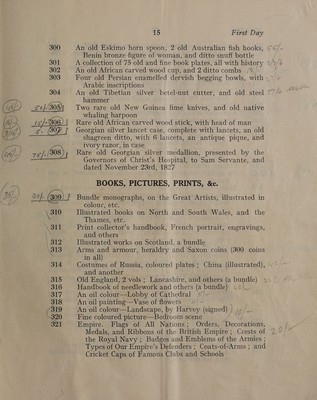 15 First Day
300 An old Eskimo horn spoon, 2 old Australian fish hooks,
Benin bronze figure of woman, and ditto snuff bottle
301 A collection of 75 old and fine book plates, all with history
302 An old African carved wood cup, and 2 ditto combs
303 Four old Persian enamelled dervish begging bowls, with
Arabic inscriptions
304 An old Tibetian silver betel-nut cutter, and old steel
hammer
305 Two rare old New Guinea lime knives, and old native
whaling harpoon
306 Rare old African carved wood stick, with head of man
307 Georgian silver lancet case, complete with lancets, an old
shagreen ditto, with 6 lancets, an antique pique, and
ivory razor, in case
308 Rare old Georgian silver medallion, presented by the
Governors of Christ's Hospital, to Sam Servante, and
dated November 23rd, 1827
BOOKS, PICTURES, PRINTS, &c.
309 Bundle monographs, on the Great Artists, illustrated in
colour, etc.
310 Illustrated books on North and South Wales, and the
Thames, etc.
311 Print collector's handbook, French portrait, engravings,
and others
312 Illustrated works on Scotland, a bundle
313 Arms and armour, heraldry and Saxon coins (300 coins
in all)
314 Costumes of Russia, coloured plates; China (illustrated),
and another
315 Old England, 2 vols; Lancashire, and others (a bundle)
316 Handbook of needlework and others (a bundle)
317 An oil colour—Lobby of Cathedral
318 An oil painting—Vase of flowers
319 An oil colour—Landscape, by Harvey (signed)
320 Fine coloured picture—Bedroom scene
321 Empire. Flags of All Nations; Orders, Decorations,
Medals, and Ribbons of the British Empire; Crests of
the Royal Navy; Badges and Emblems of the Armies;
Types of Our Empire's Defenders; Coats-of-Arms; and
Cricket Caps of Famous Clubs and Schools